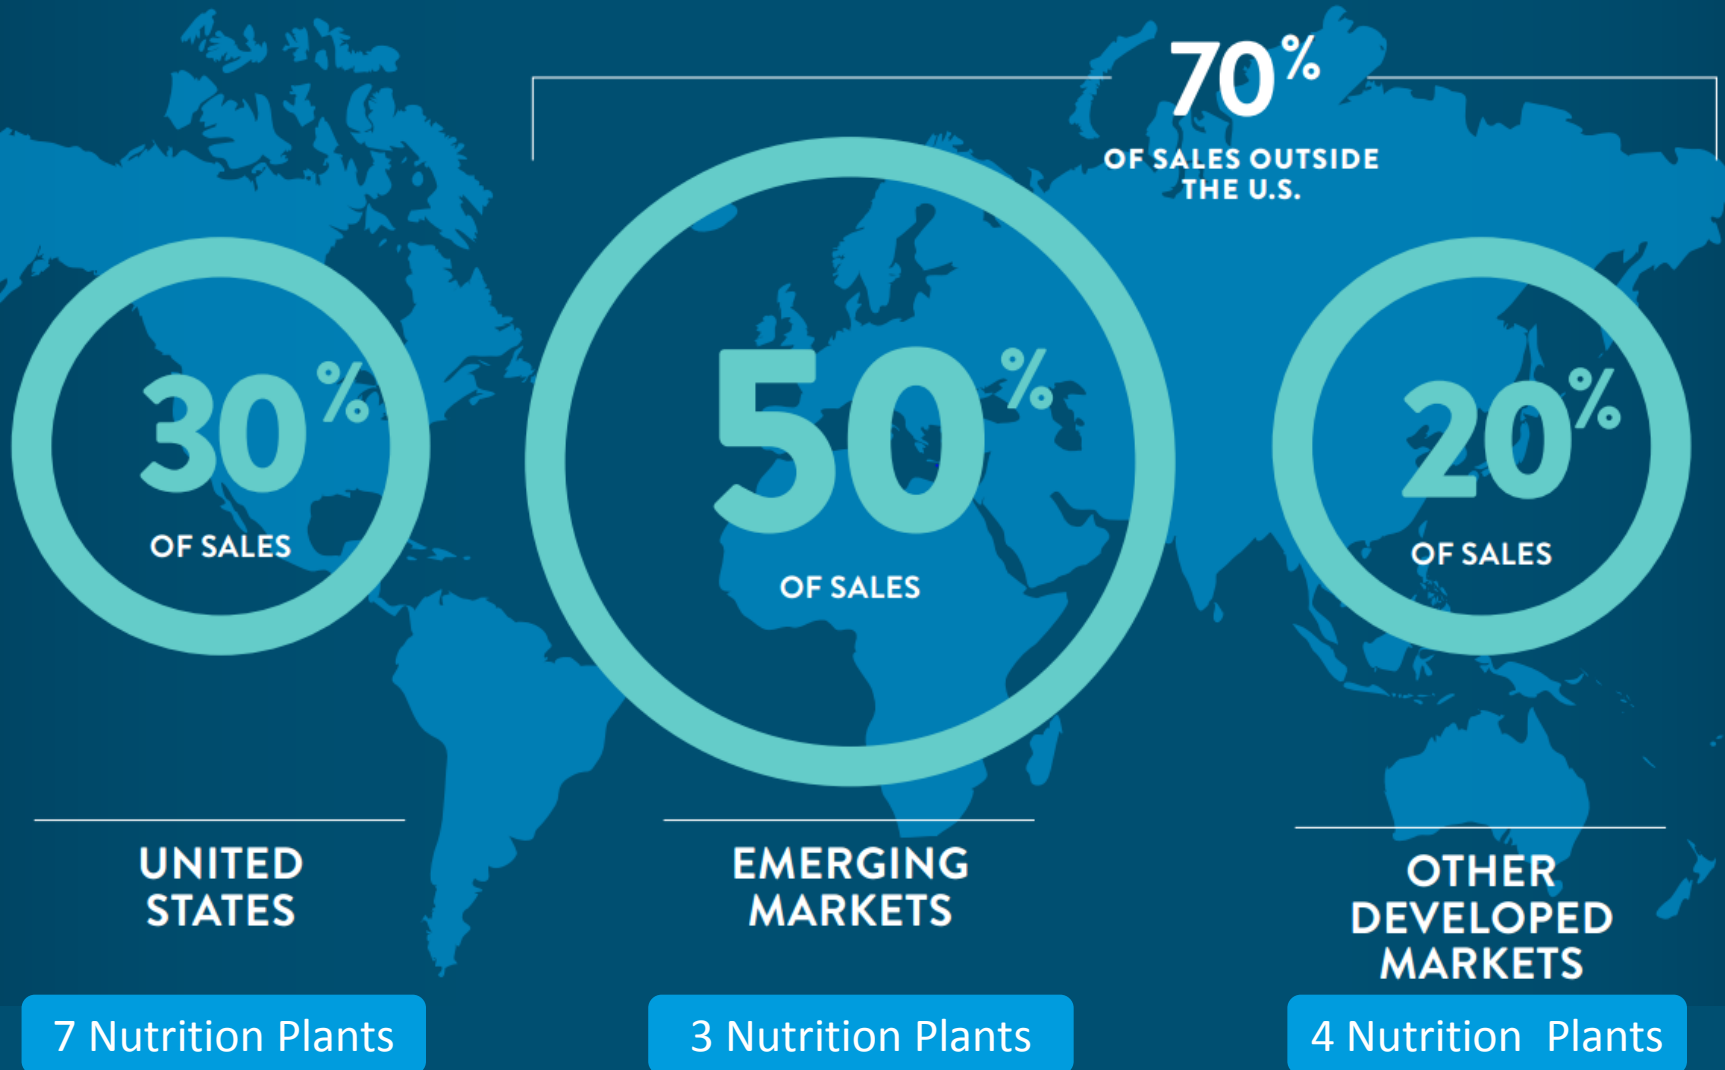 70%
OF SALES OUTSIDE
THE U.S.
30%
OF SALES
50%
OF SALES
20%
OF SALES
UNITED
STATES
EMERGING
MARKETS
OTHER
DEVELOPED
MARKETS
7 Nutrition Plants
3 Nutrition Plants
4 Nutrition  Plants